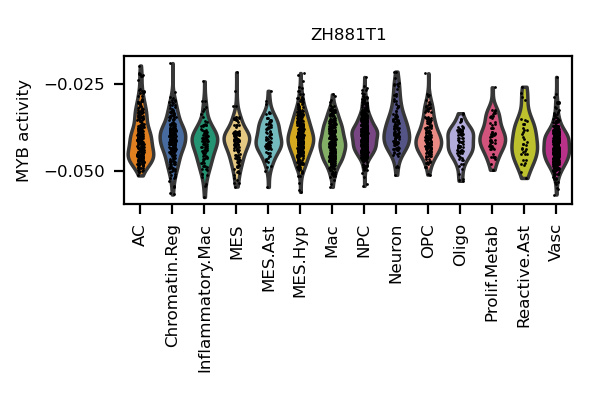 ZH881T1
MYB activity
−0.025
−0.050
AC
Chromatin.Reg
Inflammatory.Mac
MES
MES.Ast
MES.Hyp
Mac
NPC
Neuron
OPC
Oligo
Prolif.Metab
Reactive.Ast
Vasc